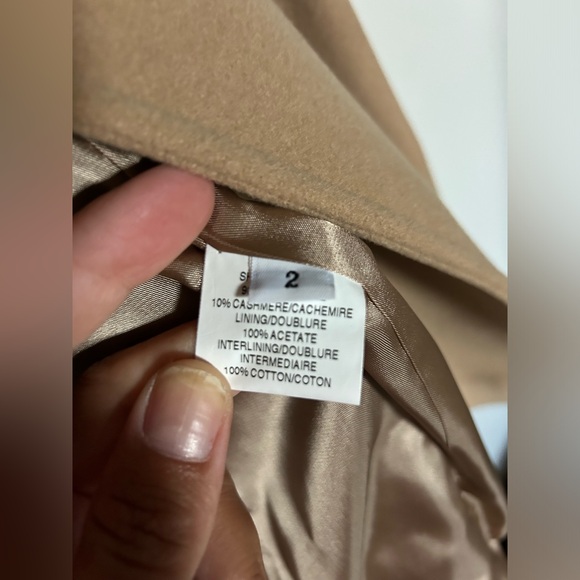 2
10% CASHMERE/CACHEMIRE
LINING/DOUBLURE
100% ACETATE
INTERLINING/DOUBLURE
INTERMEDIAIRE
100% COTTON/COTON